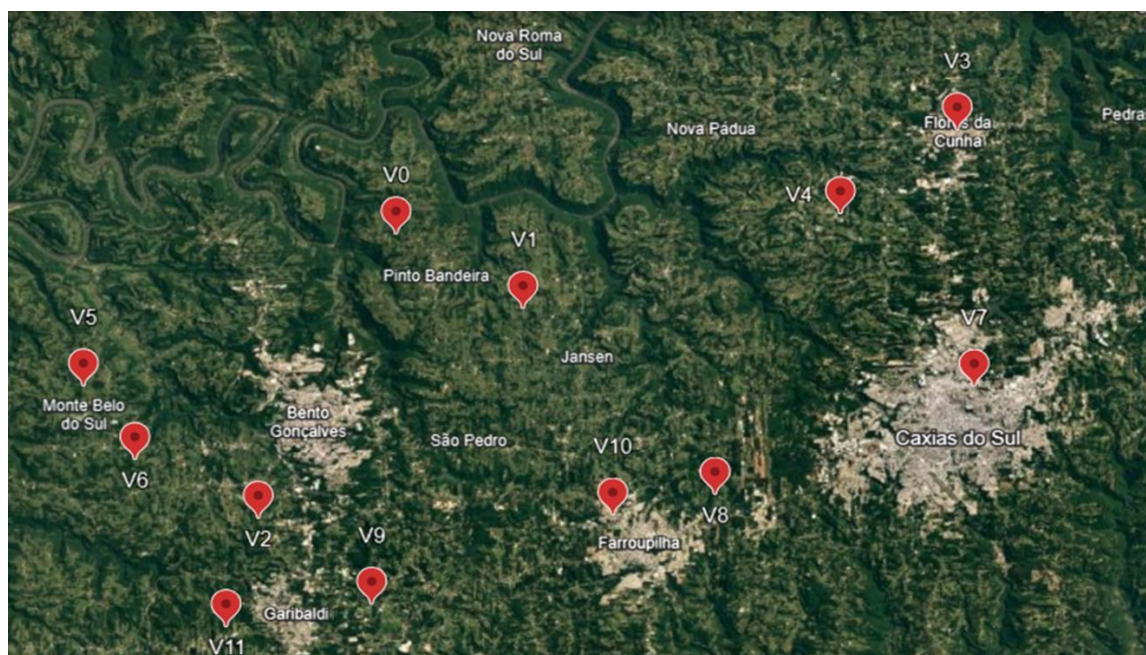 Nova Roma
do Sul
V3
Flores da
Cunha
Pedras
Nova Pádua
V4
V0
V1
Pinto Bandeira
V5
V7
Jansen
Monte Belo
do Sul
Bento
Gonçalves
São Pedro
Caxias do Sul
V6
V10
V8
V2
V9
Farroupilha
Garibaldi
V11